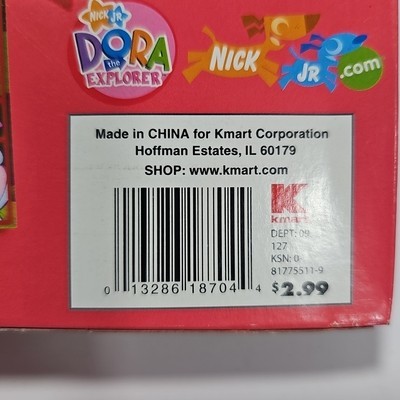 NICK JR
DORA
the
EXPLORER
NICK JR .com
Made in CHINA for Kmart Corporation
Hoffman Estates, IL 60179
SHOP: www.kmart.com
K
kmart
DEPT: 09
127
KSN: 0
81775511-9
$2.99
0 13286 18704 4